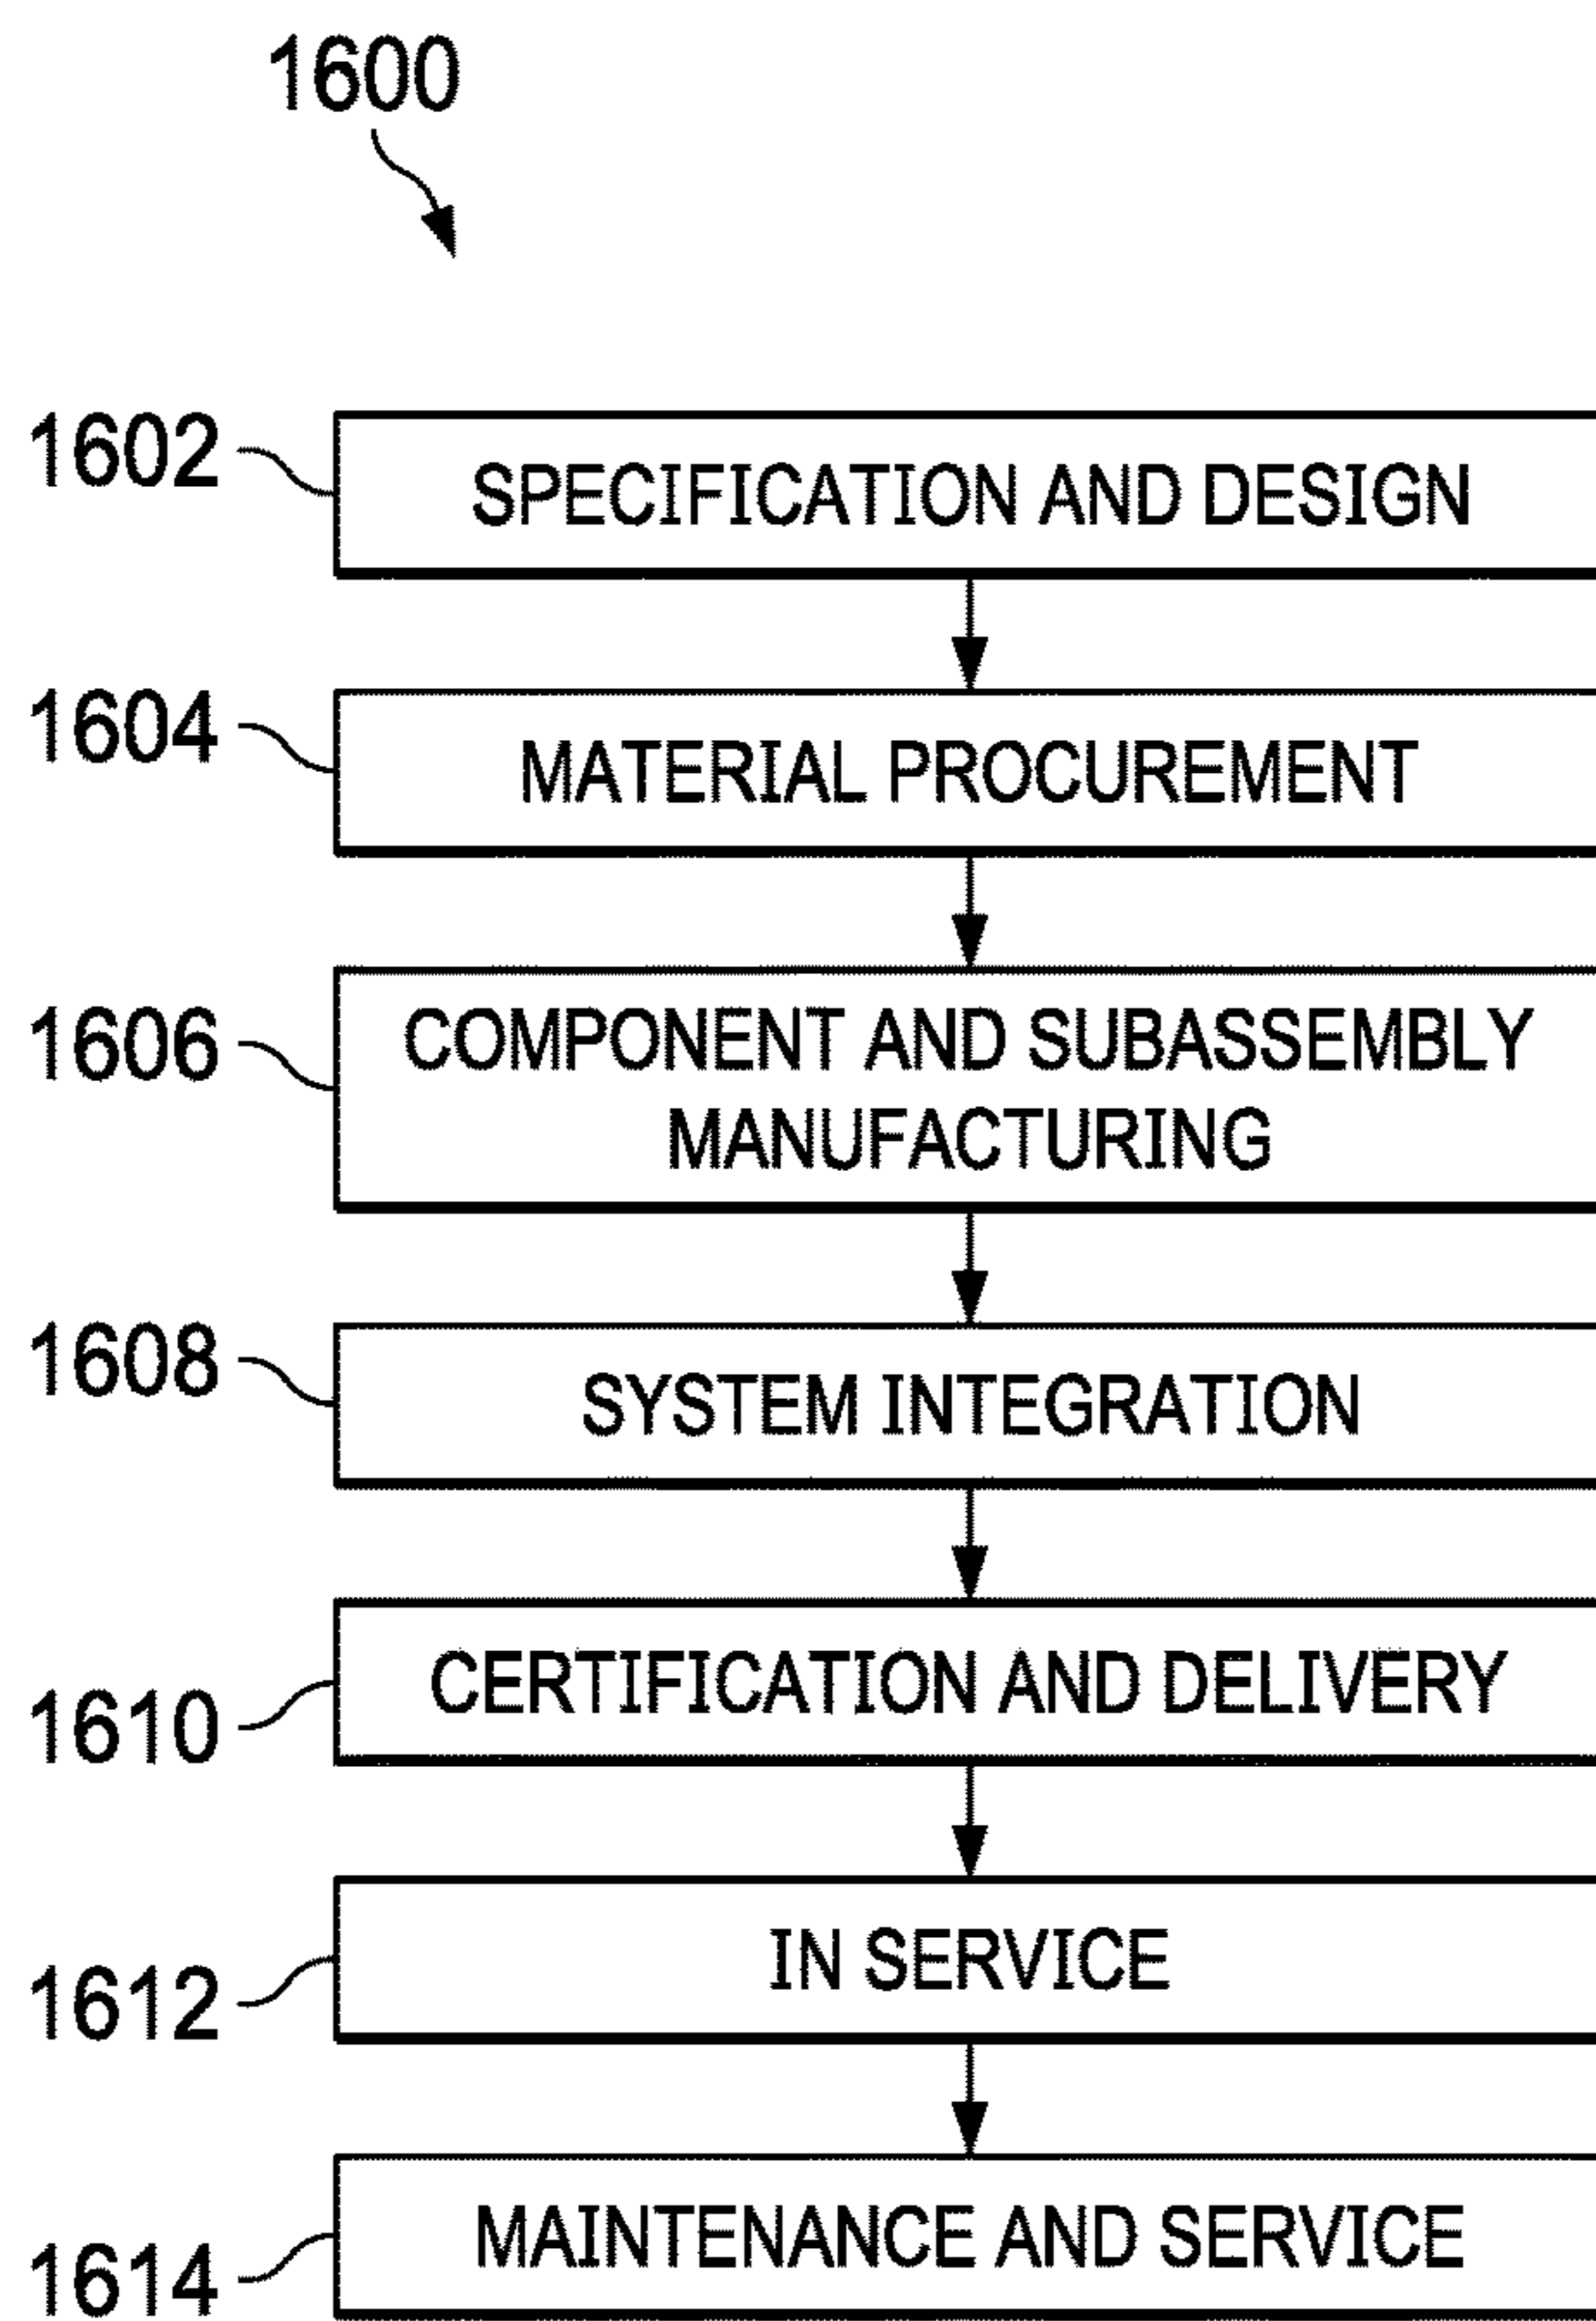 1600
1602
SPECIFICATION AND DESIGN
1604
MATERIAL PROCUREMENT
1606
COMPONENT AND SUBASSEMBLY
MANUFACTURING
1608
SYSTEM INTEGRATION
1610
CERTIFICATION AND DELIVERY
1612
IN SERVICE
1614
MAINTENANCE AND SERVICE